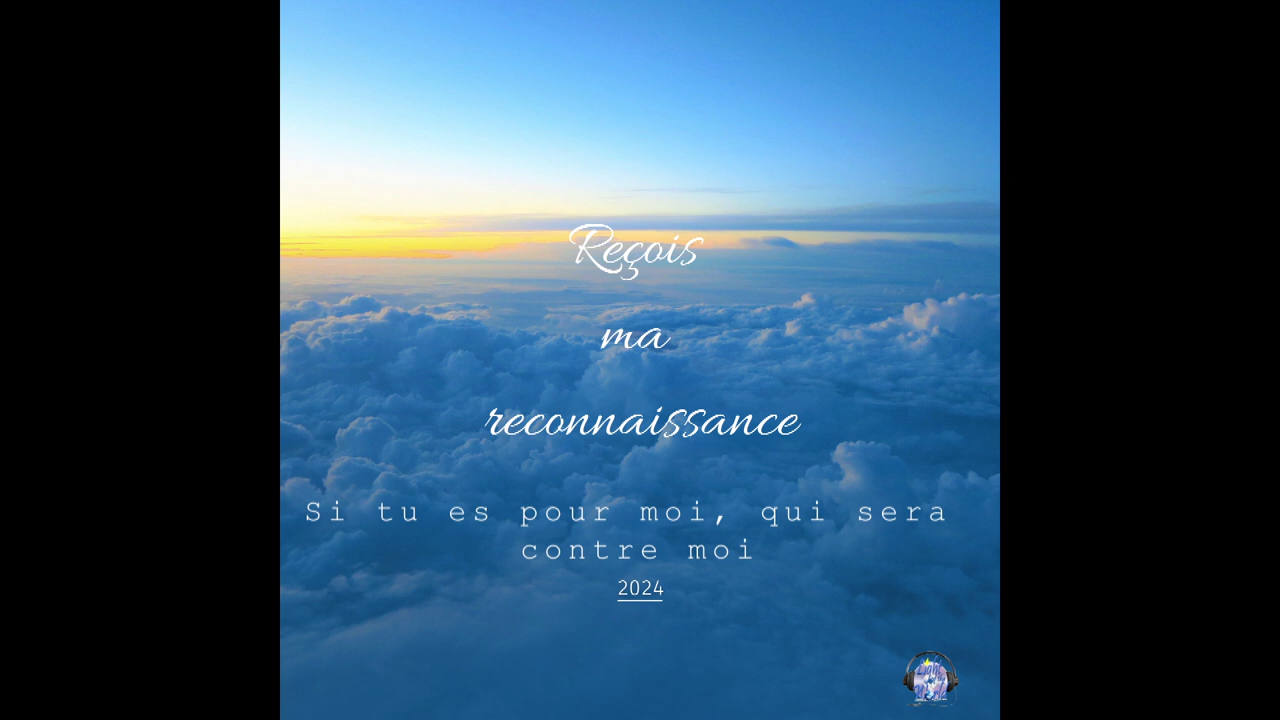 Reçois
ma
reconnaissance
Si tu es pour moi, qui sera
contre moi
2024